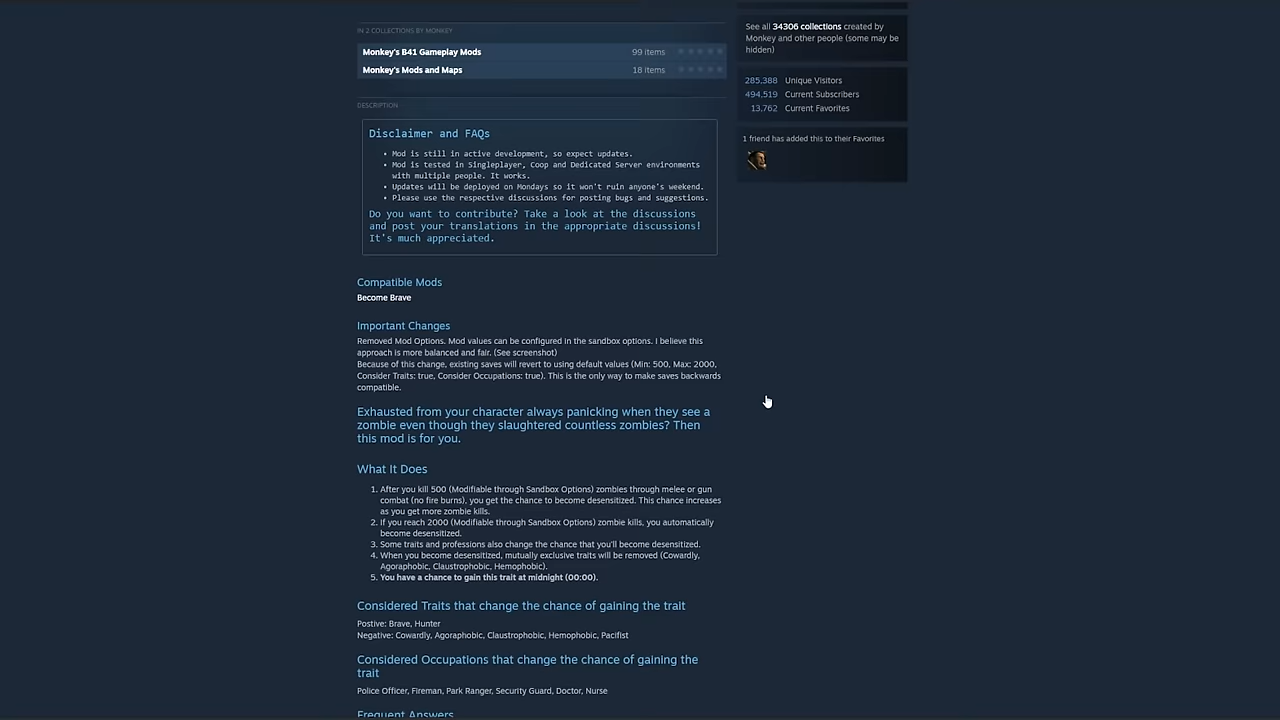 IN 2 COLLECTIONS BY MONKEY
Monkey's B41 Gameplay Mods 99 items
Monkey's Mods and Maps 18 items
DESCRIPTION
Disclaimer and FAQs
• Mod is still in active development, so expect updates.
• Mod is tested in Singleplayer, Coop and Dedicated Server environments
with multiple people. It works.
• Updates will be deployed on Mondays so it won't ruin anyone's weekend.
• Please use the respective discussions for posting bugs and suggestions.
Do you want to contribute? Take a look at the discussions
and post your translations in the appropriate discussions!
It's much appreciated.
Compatible Mods
Become Brave
Important Changes
Removed Mod Options. Mod values can be configured in the sandbox options. I believe this
approach is more balanced and fair. (See screenshot)
Because of this change, existing saves will revert to using default values (Min: 500, Max: 2000,
Consider Traits: true, Consider Occupations: true). This is the only way to make saves backwards
compatible.
Exhausted from your character always panicking when they see a
zombie even though they slaughtered countless zombies? Then
this mod is for you.
What It Does
1. After you kill 500 (Modifiable through Sandbox Options) zombies through melee or gun
combat (no fire burns), you get the chance to become desensitized. This chance increases
as you get more zombie kills.
2. If you reach 2000 (Modifiable through Sandbox Options) zombie kills, you automatically
become desensitized.
3. Some traits and professions also change the chance that you'll become desensitized.
4. When you become desensitized, mutually exclusive traits will be removed (Cowardly,
Agoraphobic, Claustrophobic, Hemophobic).
5. You have a chance to gain this trait at midnight (00:00).
Considered Traits that change the chance of gaining the trait
Postive: Brave, Hunter
Negative: Cowardly, Agoraphobic, Claustrophobic, Hemophobic, Pacifist
Considered Occupations that change the chance of gaining the
trait
Police Officer, Fireman, Park Ranger, Security Guard, Doctor, Nurse
Frequent Answers
See all 34306 collections created by
Monkey and other people (some may be
hidden)
285,388 Unique Visitors
494,519 Current Subscribers
13,762 Current Favorites
1 friend has added this to their Favorites